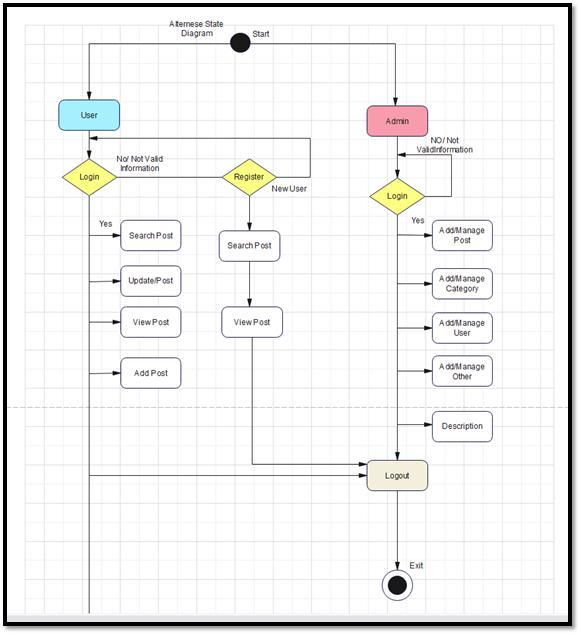 Alternese State
Diagram
Start
User
Admin
NO/ Not
ValidInformation
No/ Not Valid
Information
Login
Register
New User
Login
Yes
Yes
Search Post
Search Post
Add/Manage
Post
Update/Post
Add/Manage
Category
View Post
View Post
Add/Manage
User
Add Post
Add/Manage
Other
Description
Logout
Exit